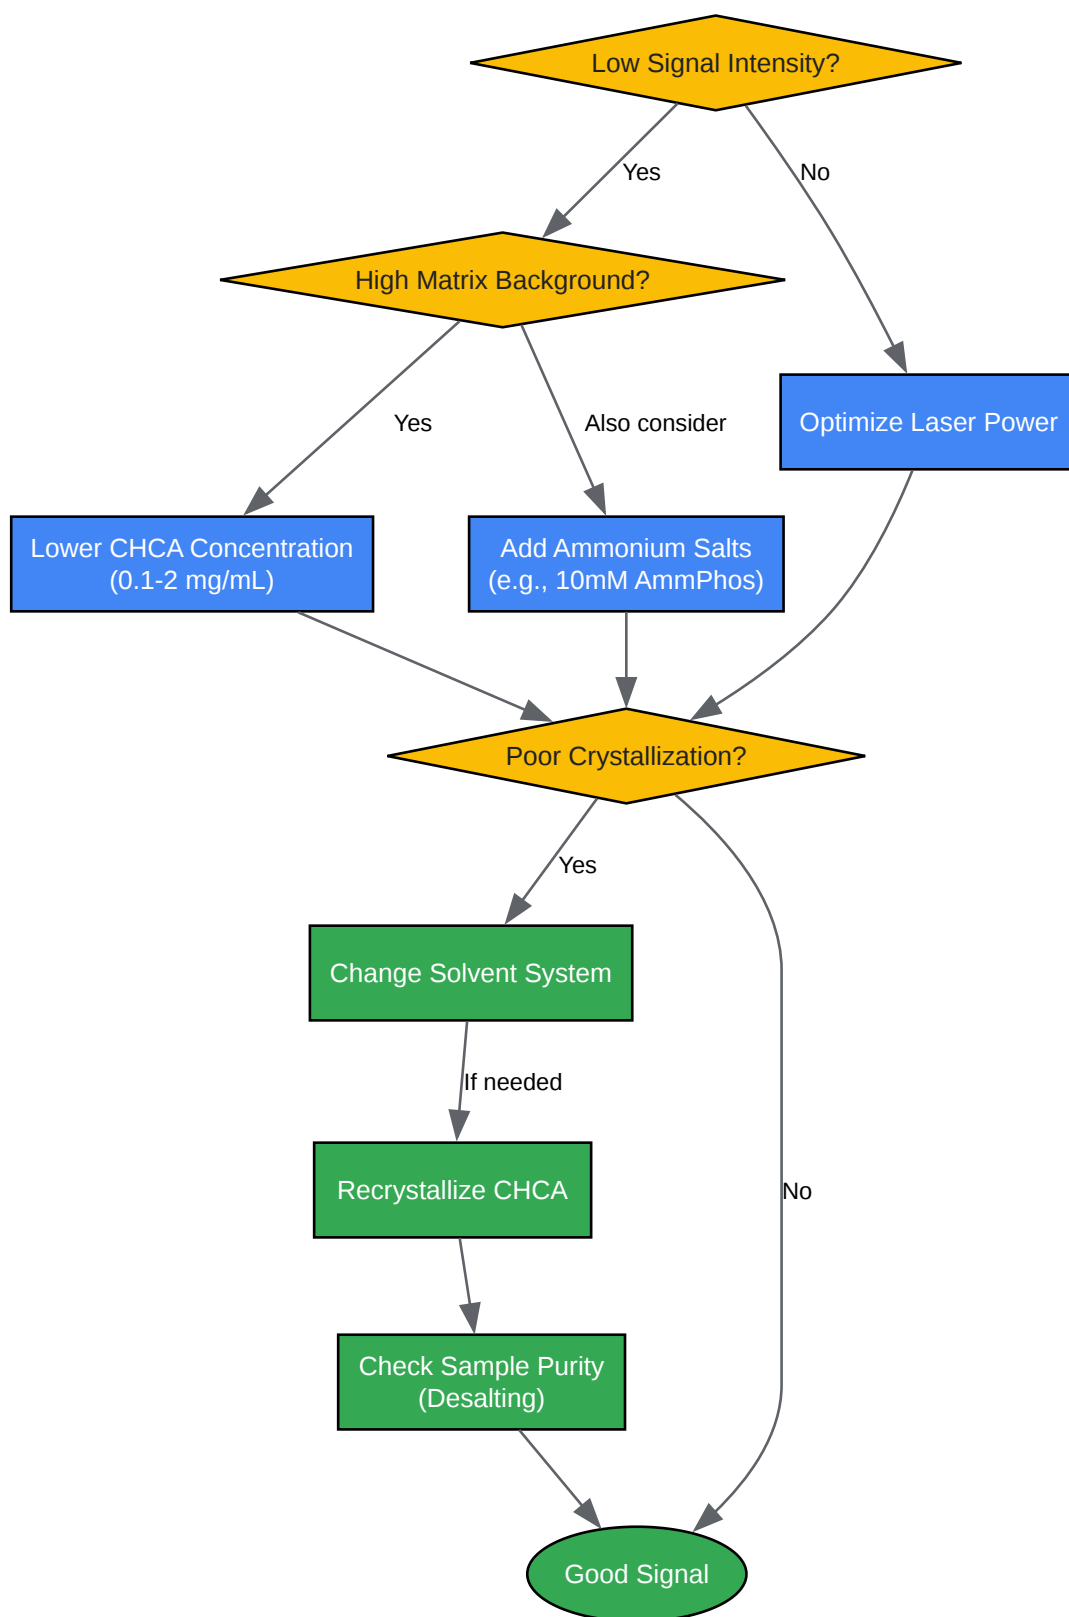 Low Signal Intensity?
Yes
No
High Matrix Background?
Yes
Also consider
Optimize Laser Power
Lower CHCA Concentration
(0.1-2 mg/mL)
Add Ammonium Salts
(e.g., 10mM AmmPhos)
Poor Crystallization?
Yes
Change Solvent System
If needed
Recrystallize CHCA
No
Check Sample Purity
(Desalting)
Good Signal